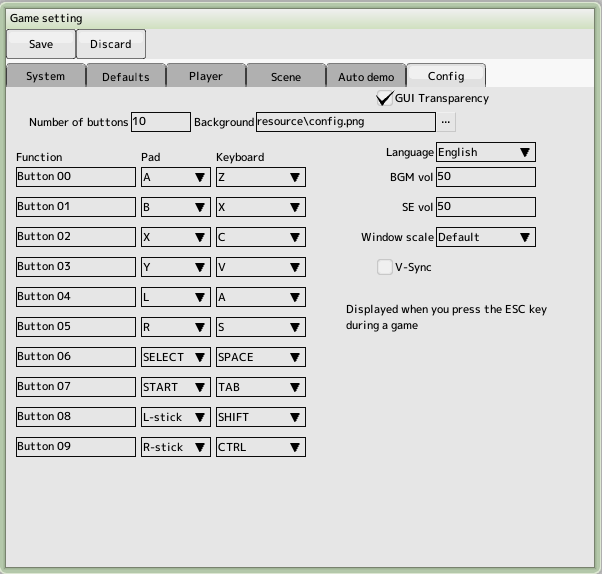 Game setting
Save Discard
System Defaults Player Scene Auto demo Config
GUI Transparency
Number of buttons 10 Background resource\config.png ...
Language English
Function Pad Keyboard
Button 00 A Z BGM vol 50
Button 01 B X SE vol 50
Button 02 X C Window scale Default
Button 03 Y V V-Sync
Button 04 L A
Displayed when you press the ESC key
during a game
Button 05 R S
Button 06 SELECT SPACE
Button 07 START TAB
Button 08 L-stick SHIFT
Button 09 R-stick CTRL